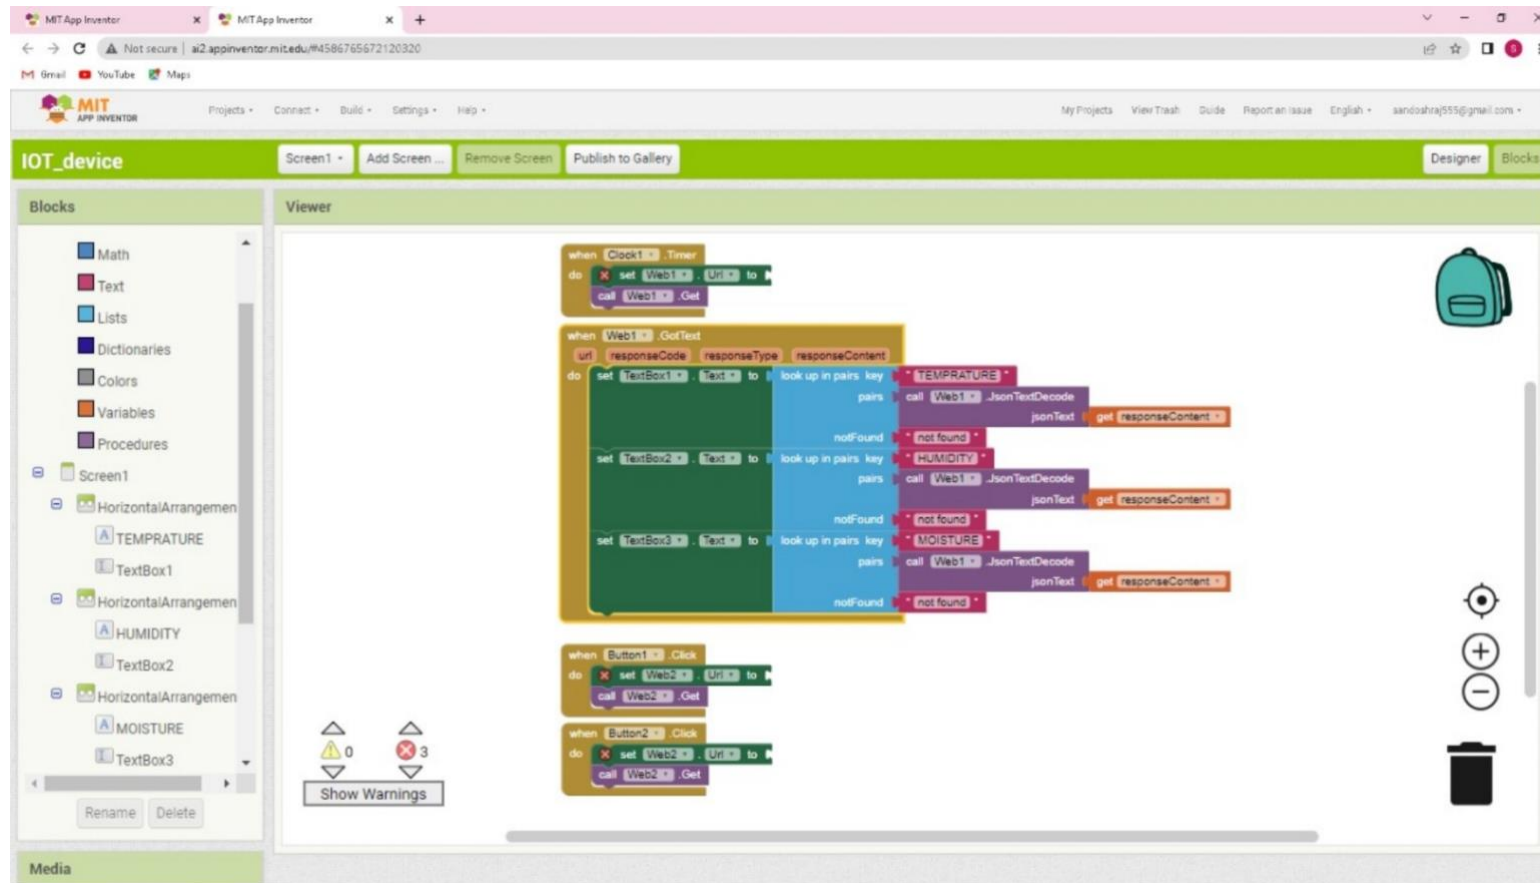 MIT App Inventor × MIT App Inventor × +
Not secure | ai2.appinventor.mit.edu/#4586765672120320
Gmail YouTube Maps
MIT APP INVENTOR Projects Connect Build Settings Help My Projects View Trash Guide Report an Issue English sandoshraj555@gmail.com
IOT_device Screen1 Add Screen ... Remove Screen Publish to Gallery Designer Blocks
Blocks
Viewer
Math
Text
Lists
Dictionaries
Colors
Variables
Procedures
Screen1
HorizontalArrangemen
TEMPRATURE
TextBox1
HorizontalArrangemen
HUMIDITY
TextBox2
HorizontalArrangemen
MOISTURE
TextBox3
Rename Delete
Media
when Clock1 .Timer
do set Web1 . Url to
call Web1 .Get
when Web1 .GotText
url responseCode responseType responseContent
do set TextBox1 . Text to look up in pairs key " TEMPRATURE "
pairs call Web1 .JsonTextDecode
jsonText get responseContent
notFound " not found "
set TextBox2 . Text to look up in pairs key " HUMIDITY "
pairs call Web1 .JsonTextDecode
jsonText get responseContent
notFound " not found "
set TextBox3 . Text to look up in pairs key " MOISTURE "
pairs call Web1 .JsonTextDecode
jsonText get responseContent
notFound " not found "
when Button1 .Click
do set Web2 . Url to
call Web2 .Get
when Button2 .Click
do set Web2 . Url to
call Web2 .Get
0 3
Show Warnings